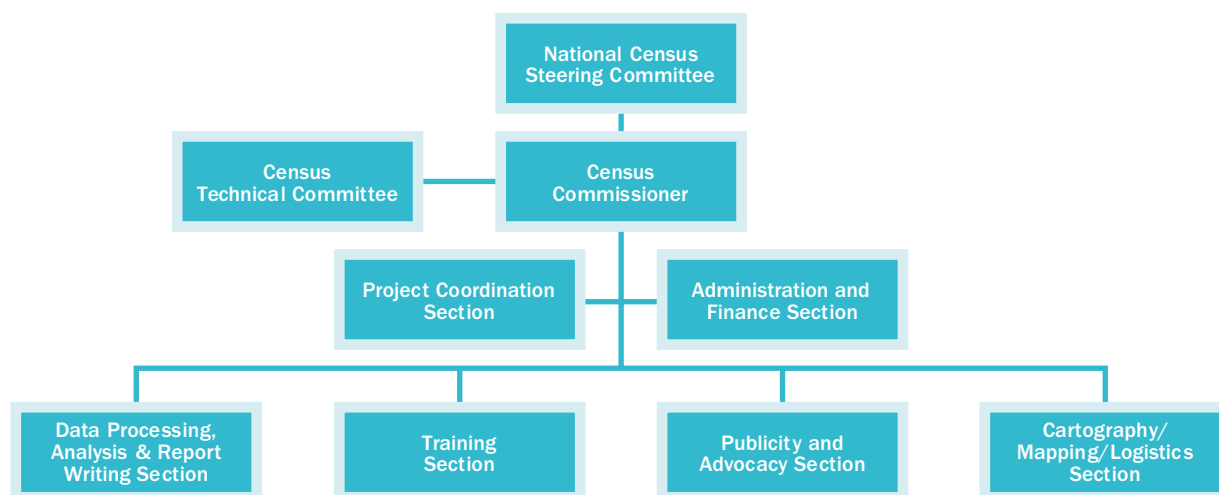 National Census
Steering Committee
Census
Technical Committee
Census
Commissioner
Project Coordination
Section
Administration and
Finance Section
Data Processing,
Analysis & Report
Writing Section
Training
Section
Publicity and
Advocacy Section
Cartography/
Mapping/Logistics
Section